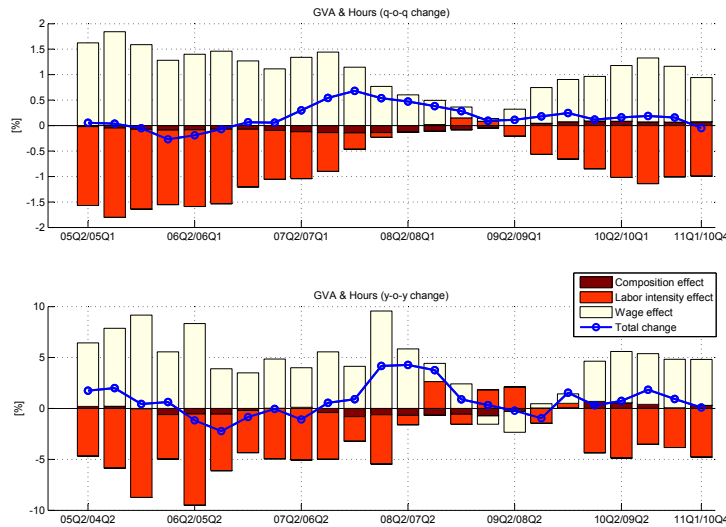 GVA & Hours (q-o-q change)
2
1.5
1
0.5
0
-0.5
-1
-1.5
-2
[%]
05Q2/05Q1 06Q2/06Q1 07Q2/07Q1 08Q2/08Q1 09Q2/09Q1 10Q2/10Q1 11Q1/10Q4
GVA & Hours (y-o-y change)
Composition effect
Labor intensity effect
Wage effect
Total change
10
5
0
-5
-10
[%]
05Q2/04Q2 06Q2/05Q2 07Q2/06Q2 08Q2/07Q2 09Q2/08Q2 10Q2/09Q2 11Q1/10Q1